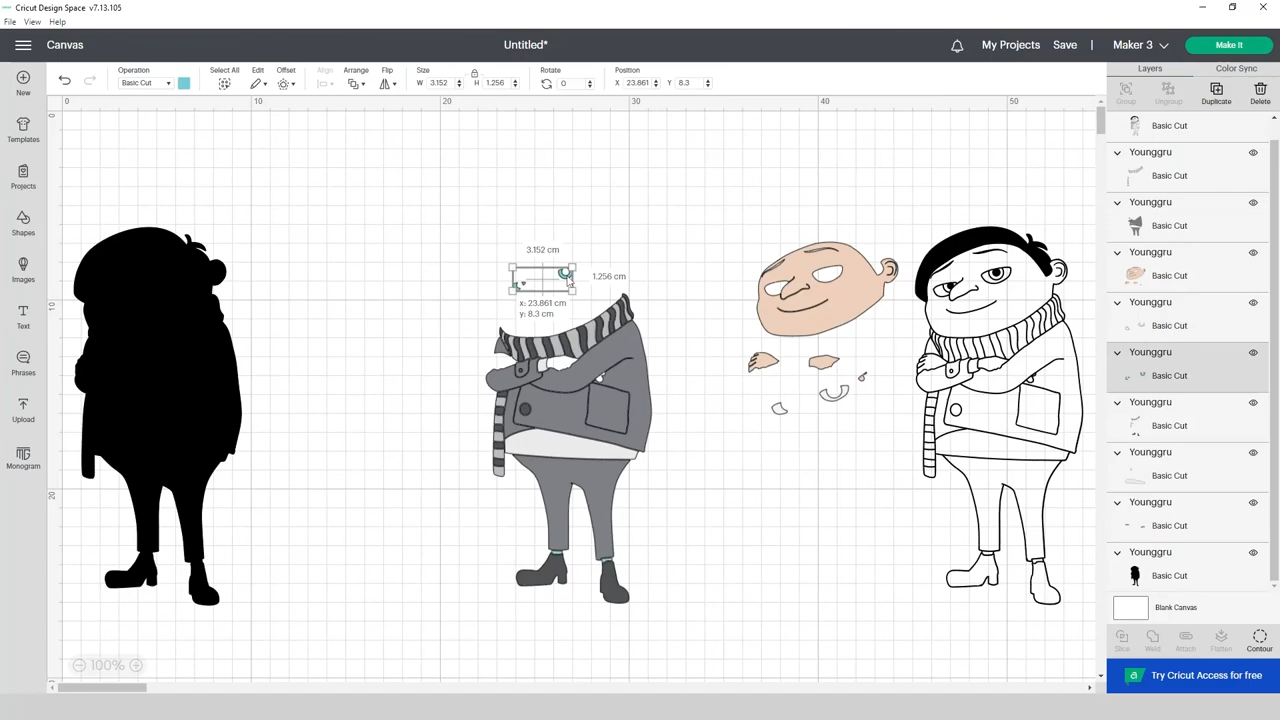 Cricut Design Space v7.13.105
File View Help
Canvas
Untitled*
My Projects
Save
Maker 3
Make It
Operation
Basic Cut
Select All
Edit
Offset
Align
Arrange
Flip
Size
W 3.152
H 1.256
Rotate
0
Position
X 23.861
Y 8.3
Layers
Color Sync
Group
Ungroup
Duplicate
Delete
New
Templates
Projects
Shapes
Images
Text
Phrases
Upload
Monogram
0
10
20
30
40
50
0
10
20
3.152 cm
1.256 cm
x: 23.861 cm
y: 8.3 cm
100%
Basic Cut
Younggru
Basic Cut
Younggru
Basic Cut
Younggru
Basic Cut
Younggru
Basic Cut
Younggru
Basic Cut
Younggru
Basic Cut
Younggru
Basic Cut
Younggru
Basic Cut
Younggru
Basic Cut
Blank Canvas
Slice
Weld
Attach
Flatten
Contour
a
Try Cricut Access for free